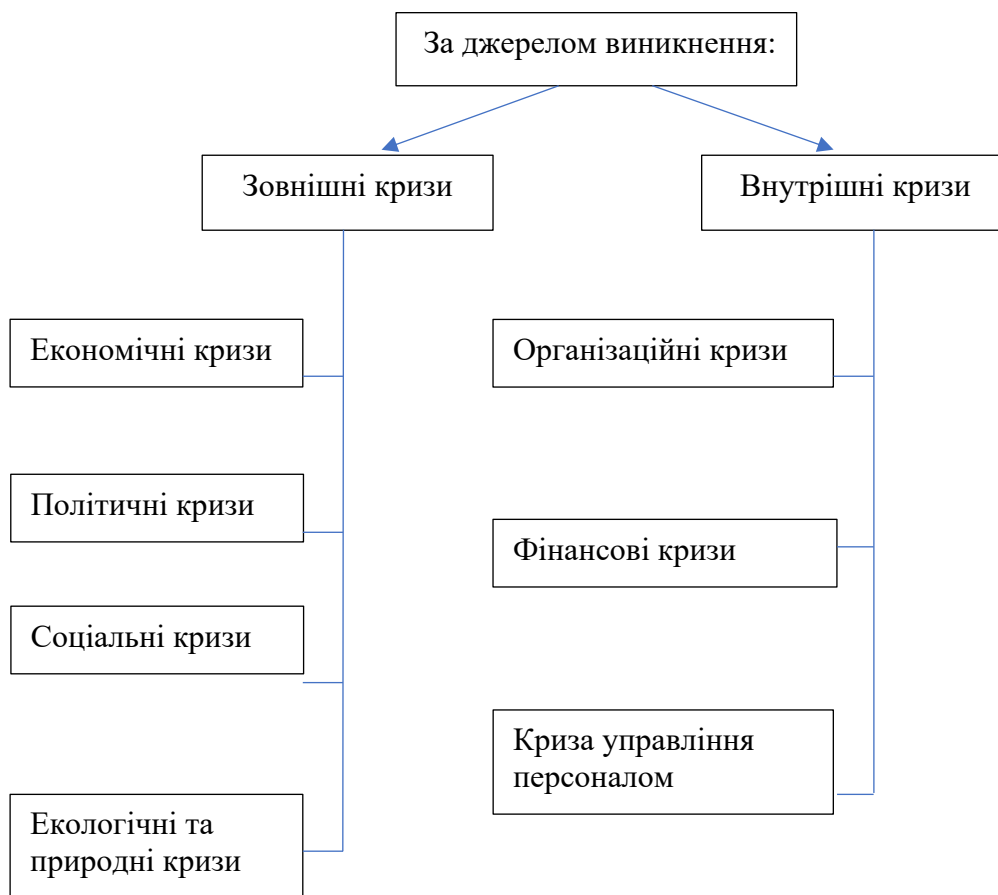 За джерелом виникнення:
Зовнішні кризи
Внутрішні кризи
Економічні кризи
Організаційні кризи
Політичні кризи
Фінансові кризи
Соціальні кризи
Криза управління
персоналом
Екологічні та
природні кризи